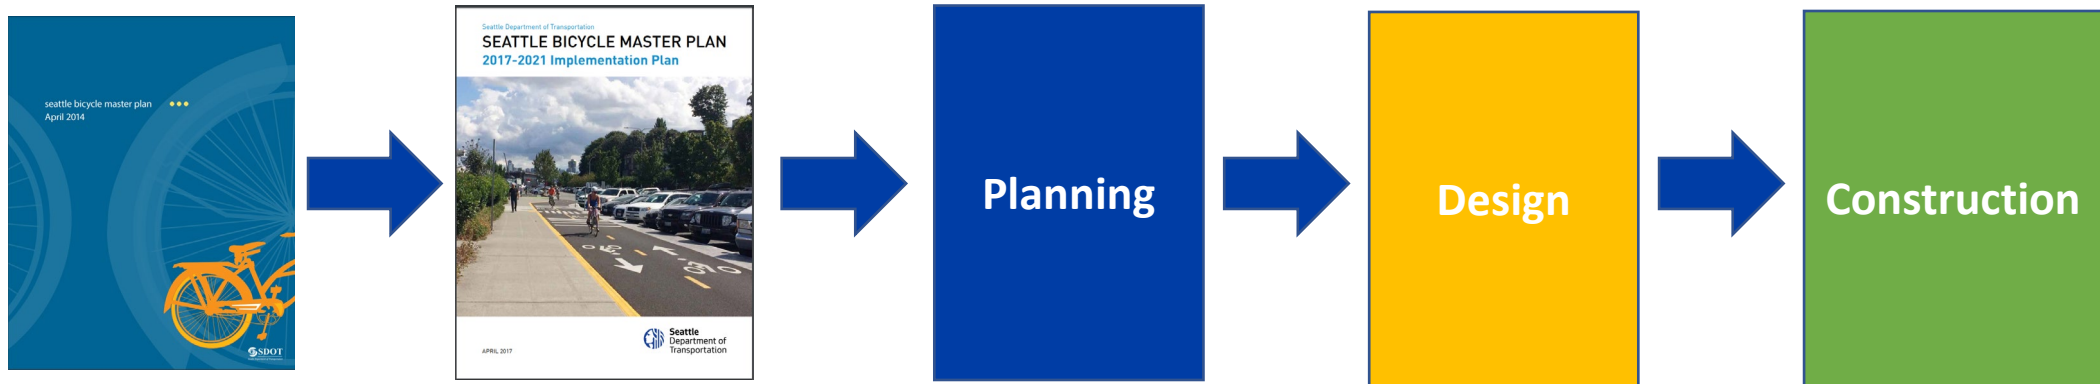 seattle bicycle master plan
April 2014
SDOT
Seattle Department of Transportation
SEATTLE BICYCLE MASTER PLAN
2017-2021 Implementation Plan
APRIL 2017
Seattle
Department of
Transportation
Planning
Design
Construction